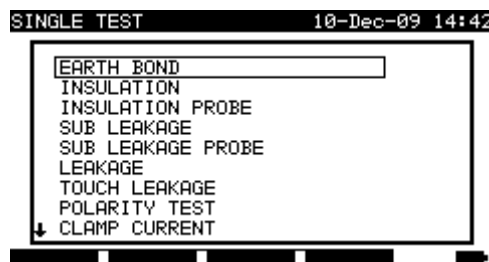 SINGLE TEST 10-Dec-09 14:42
EARTH BOND
INSULATION
INSULATION PROBE
SUB LEAKAGE
SUB LEAKAGE PROBE
LEAKAGE
TOUCH LEAKAGE
POLARITY TEST
CLAMP CURRENT